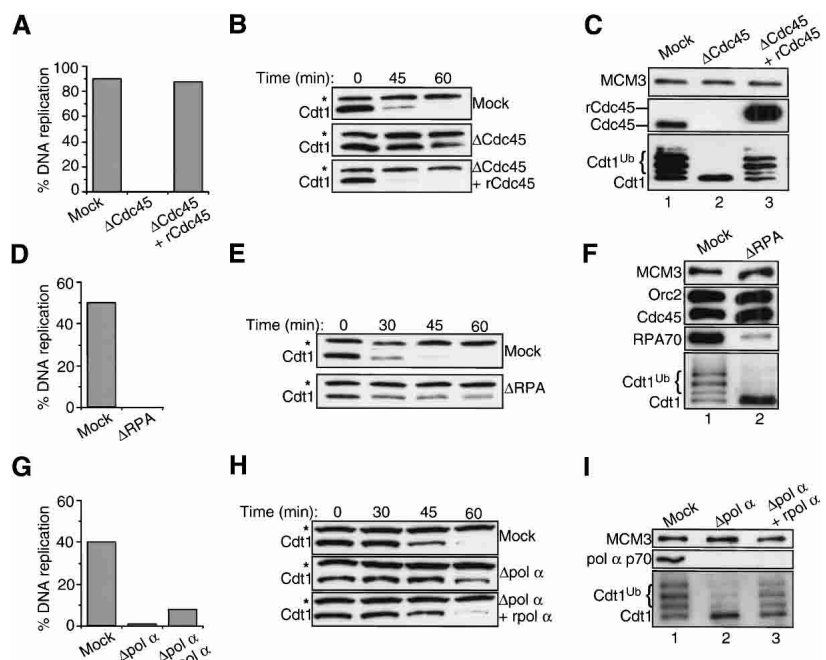 A
% DNA replication
100
80
60
40
20
0
Mock
ΔCdc45
ΔCdc45
+ rCdc45
B
Time (min): 0 45 60
*
Cdt1
Mock
*
Cdt1
ΔCdc45
*
Cdt1
ΔCdc45
+ rCdc45
C
Mock
ΔCdc45
ΔCdc45
+ rCdc45
MCM3
rCdc45
Cdc45
Cdt1Ub
Cdt1
1 2 3
D
% DNA replication
60
40
20
0
Mock
ΔRPA
E
Time (min): 0 30 45 60
*
Cdt1
Mock
*
Cdt1
ΔRPA
F
Mock
ΔRPA
MCM3
Orc2
Cdc45
RPA70
Cdt1Ub
Cdt1
1 2
G
% DNA replication
60
40
20
0
Mock
Δpol α
Δpol α
H
Time (min): 0 30 45 60
*
Cdt1
Mock
*
Cdt1
Δpol α
*
Cdt1
Δpol α
+ rpol α
I
Mock
Δpol α
Δpol α
+ rpol α
MCM3
pol α p70
Cdt1Ub
Cdt1
1 2 3